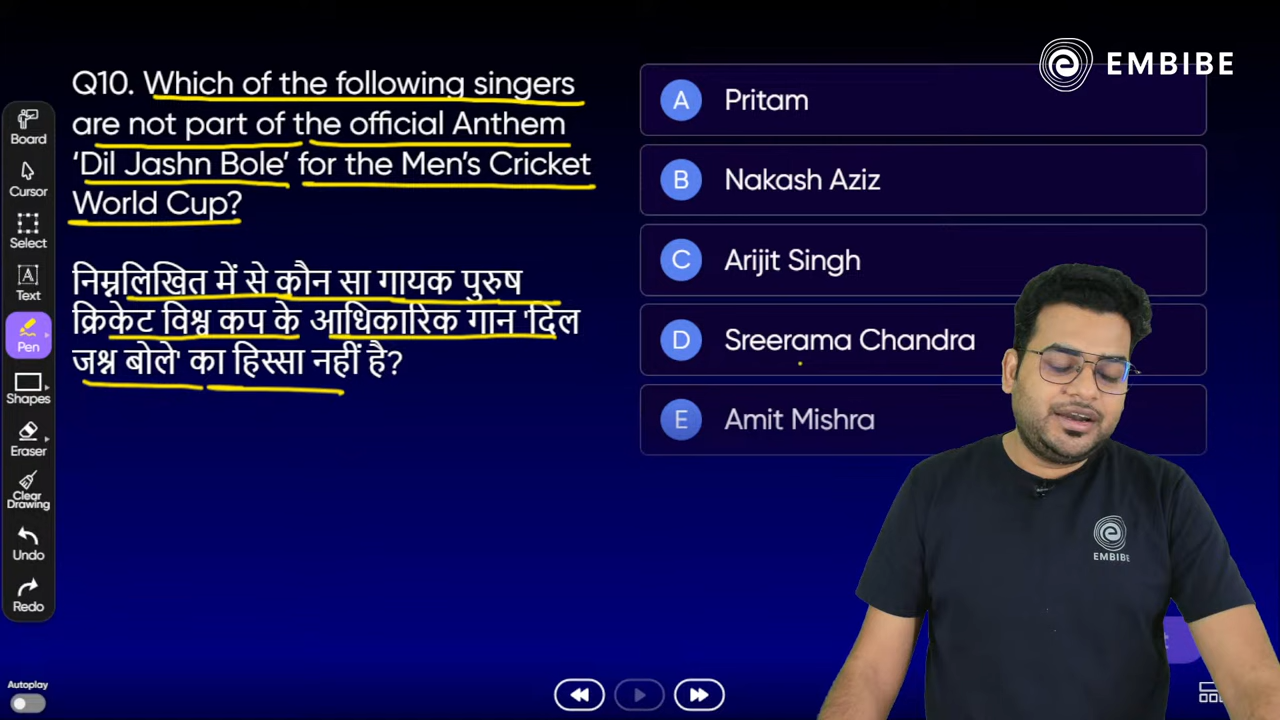 EMBIBE
Q10. Which of the following singers
are not part of the official Anthem
‘Dil Jashn Bole’ for the Men’s Cricket
World Cup?
निम्नलिखित में से कौन सा गायक पुरुष
क्रिकेट विश्व कप के आधिकारिक गान 'दिल
जश्न बोले' का हिस्सा नहीं है?
A Pritam
B Nakash Aziz
C Arijit Singh
D Sreerama Chandra
E Amit Mishra
Board
Cursor
Select
A
Text
Pen
Shapes
Eraser
Clear
Drawing
Undo
Redo
Autoplay
EMBIBE